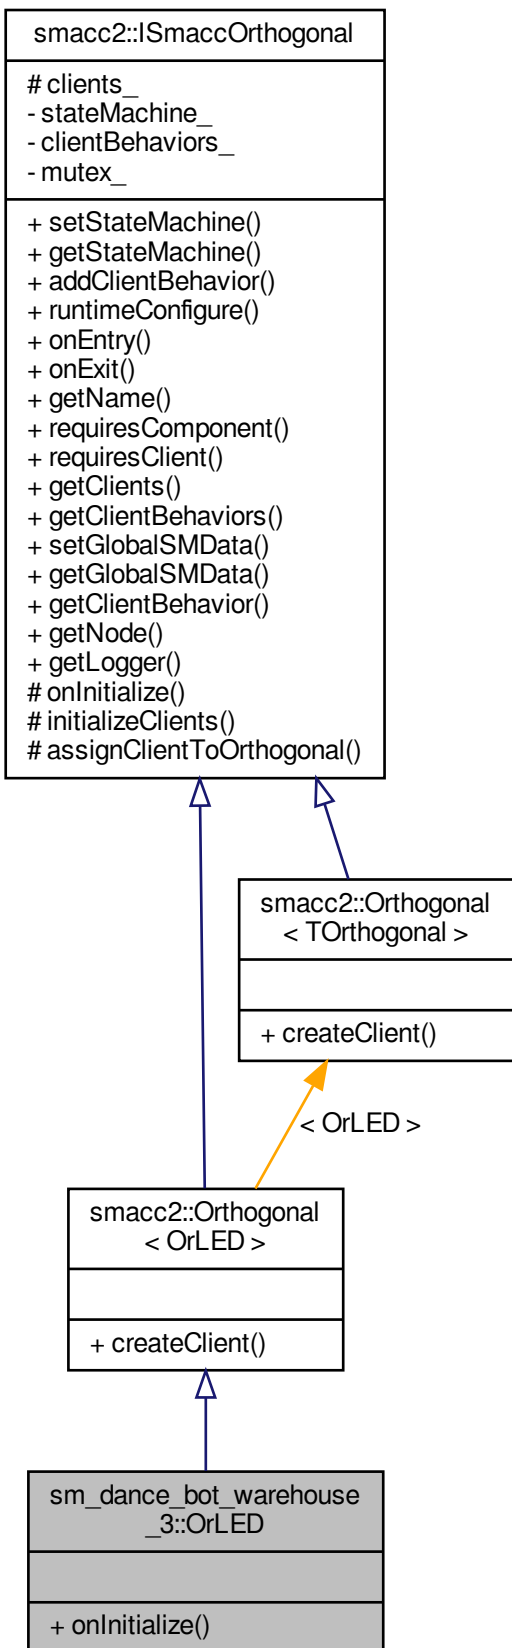 smacc2::ISmaccOrthogonal
# clients_
- stateMachine_
- clientBehaviors_
- mutex_
+ setStateMachine()
+ getStateMachine()
+ addClientBehavior()
+ runtimeConfigure()
+ onEntry()
+ onExit()
+ getName()
+ requiresComponent()
+ requiresClient()
+ getClients()
+ getClientBehaviors()
+ setGlobalSMData()
+ getGlobalSMData()
+ getClientBehavior()
+ getNode()
+ getLogger()
# onInitialize()
# initializeClients()
# assignClientToOrthogonal()
smacc2::Orthogonal
< TOrthogonal >
+ createClient()
< OrLED >
smacc2::Orthogonal
< OrLED >
+ createClient()
sm_dance_bot_warehouse
_3::OrLED
+ onInitialize()